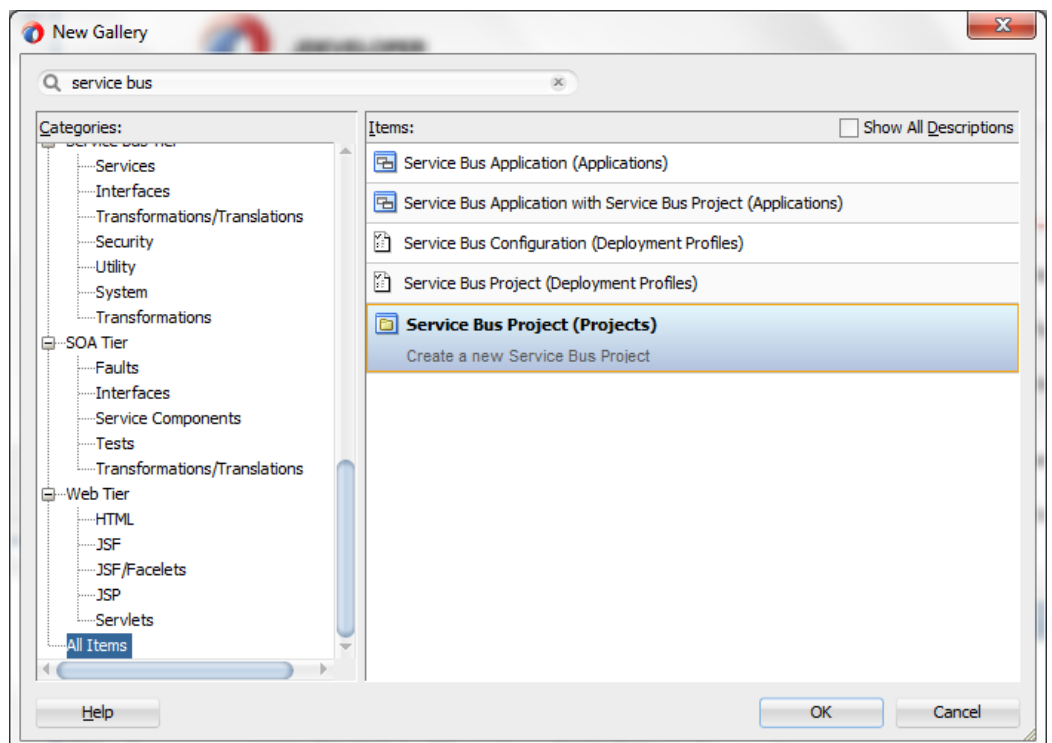 New Gallery
service bus
Categories:
Service Bus Tier
Services
Interfaces
Transformations/Translations
Security
Utility
System
Transformations
SOA Tier
Faults
Interfaces
Service Components
Tests
Transformations/Translations
Web Tier
HTML
JSF
JSF/Facelets
JSP
Servlets
All Items
Items:
Show All Descriptions
Service Bus Application (Applications)
Service Bus Application with Service Bus Project (Applications)
Service Bus Configuration (Deployment Profiles)
Service Bus Project (Deployment Profiles)
Service Bus Project (Projects)
Create a new Service Bus Project
Help
OK
Cancel